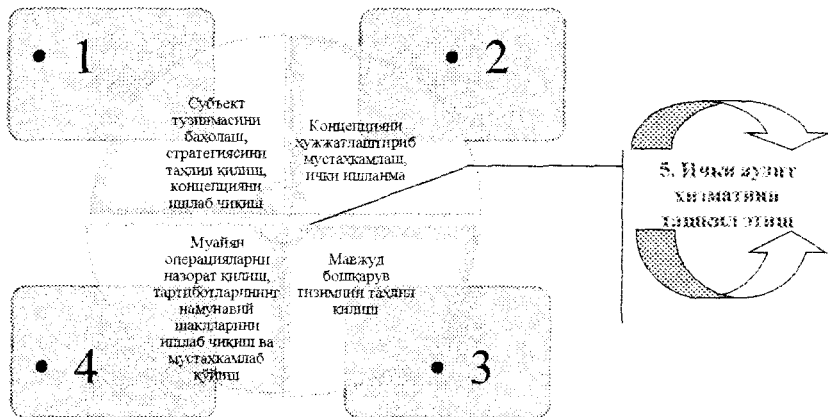 • 1
Субъект
тузилмасини
баҳолаш,
стратегиясини
таҳлил қилиш,
концепцияни
ишлаб чиқиш
• 2
Концепцияни
ҳужжатлаштириб
мустаҳкамлаш,
ички ишланма
5. Ички аудит
хизматини
ташкил этиш
Муайян
операцияларни
назорат қилиш,
тартиботларнинг
намунавий
шаклларини
ишлаб чиқиш ва
мустаҳкамлаб
қўйиш
• 4
Мавжуд
бошқарув
тизимини таҳлил
қилиш
• 3